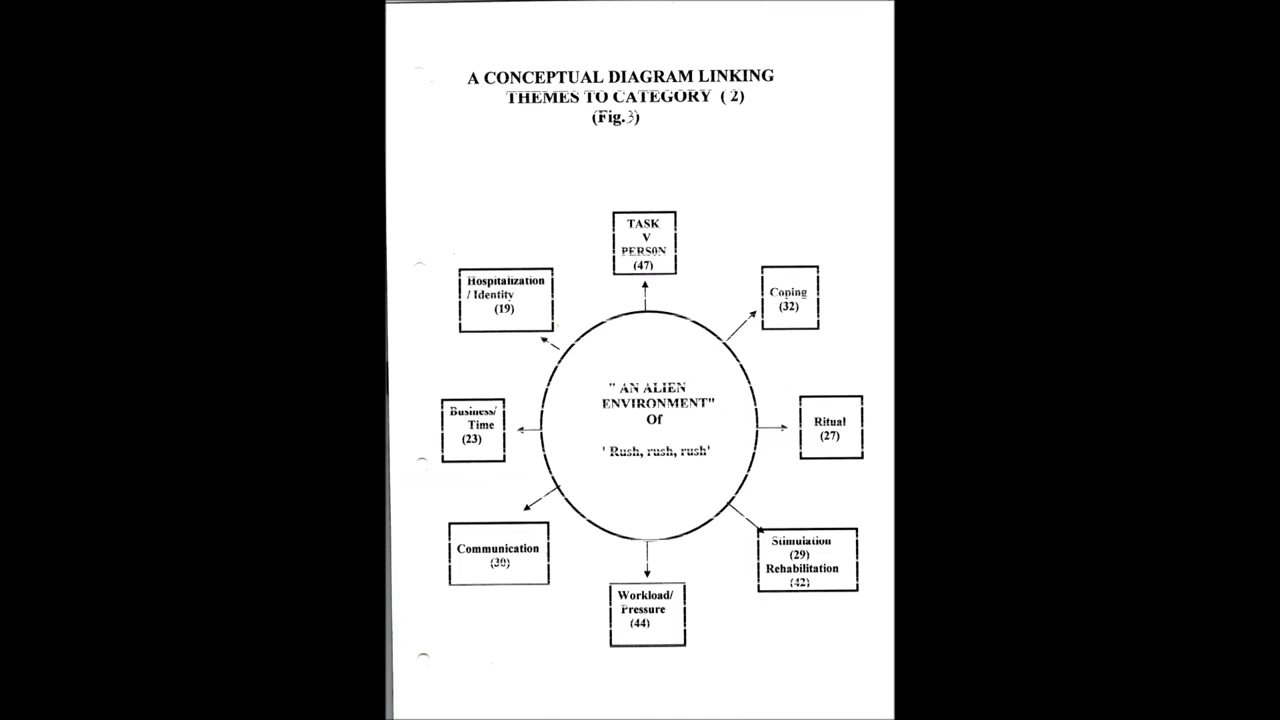 A CONCEPTUAL DIAGRAM LINKING
THEMES TO CATEGORY ( 2)
(Fig.3)
TASK
V
PERS0N
(47)
Hospitalization
/ Identity
(19)
Coping
(32)
" AN ALIEN
ENVIRONMENT"
Of
' Rush, rush, rush'
Business/
Time
(23)
Ritual
(27)
Communication
(30)
Stimulation
(29)
Rehabilitation
(42)
Workload/
Pressure
(44)